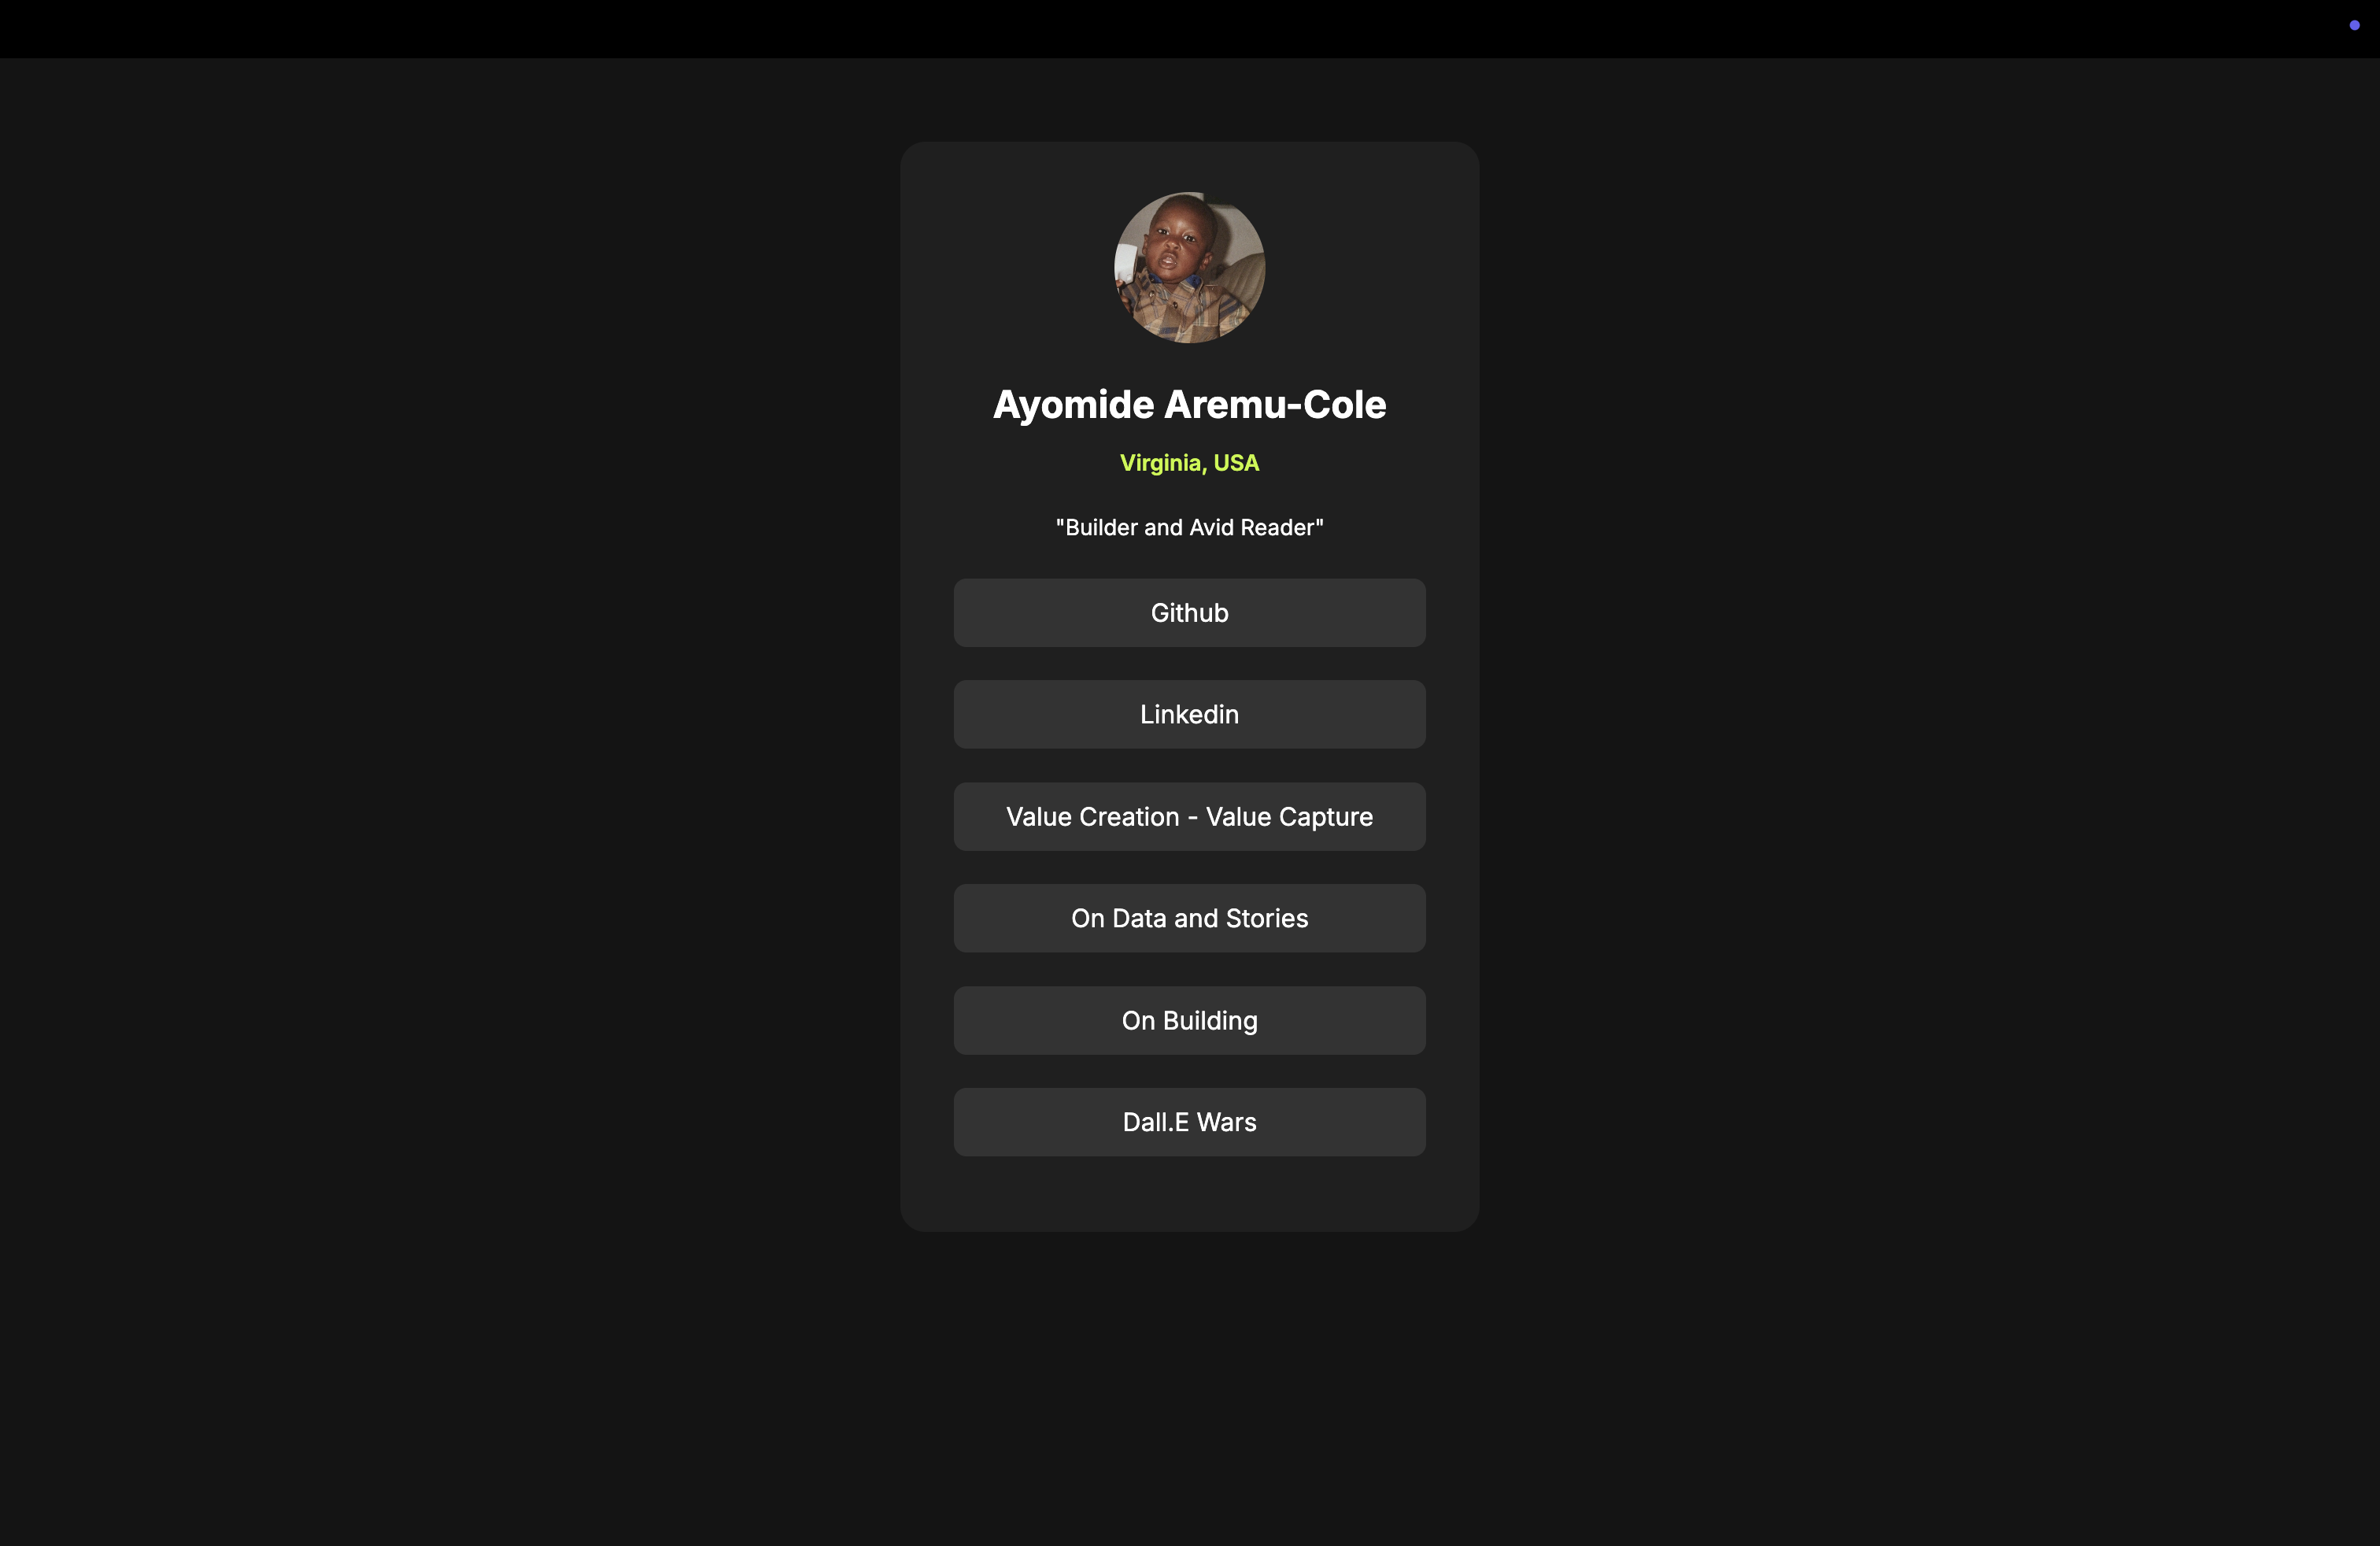 Ayomide Aremu-Cole
Virginia, USA
"Builder and Avid Reader"
Github
Linkedin
Value Creation - Value Capture
On Data and Stories
On Building
Dall.E Wars